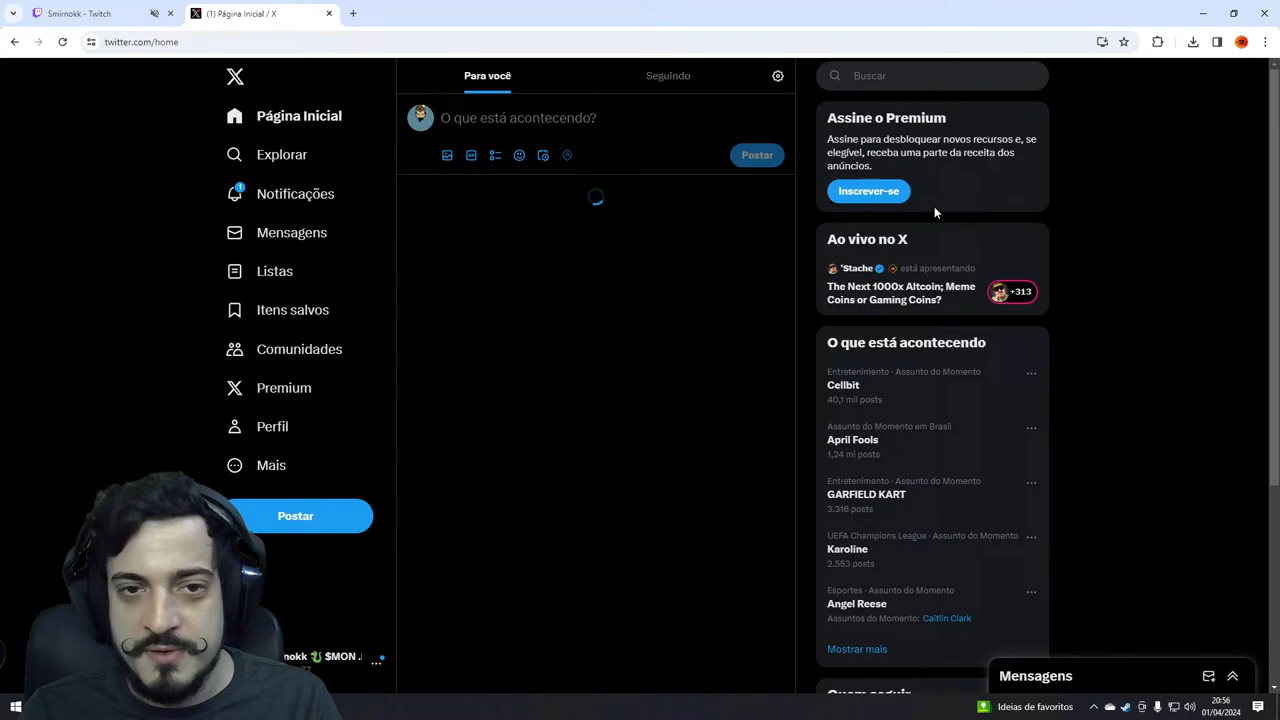 Smirnokk - Twitch
(1) Página Inicial / X
twitter.com/home
Página Inicial
Explorar
1
Notificações
Mensagens
Listas
Itens salvos
Comunidades
Premium
Perfil
Mais
Postar
nokk $MON
Para você
Seguindo
O que está acontecendo?
GIF
Postar
Buscar
Assine o Premium
Assine para desbloquear novos recursos e, se
elegível, receba uma parte da receita dos
anúncios.
Inscrever-se
Ao vivo no X
'Stache está apresentando
The Next 1000x Altcoin; Meme
Coins or Gaming Coins?
+313
O que está acontecendo
Entretenimento · Assunto do Momento
Cellbit
40,1 mil posts
Assunto do Momento em Brasil
April Fools
1,24 mi posts
Entretenimento · Assunto do Momento
GARFIELD KART
3.316 posts
UEFA Champions League · Assunto do Momento
Karoline
2.553 posts
Esportes · Assunto do Momento
Angel Reese
Assuntos do Momento: Caitlin Clark
Mostrar mais
Quem seguir
Mensagens
Ideias de favoritos
20:56
01/04/2024